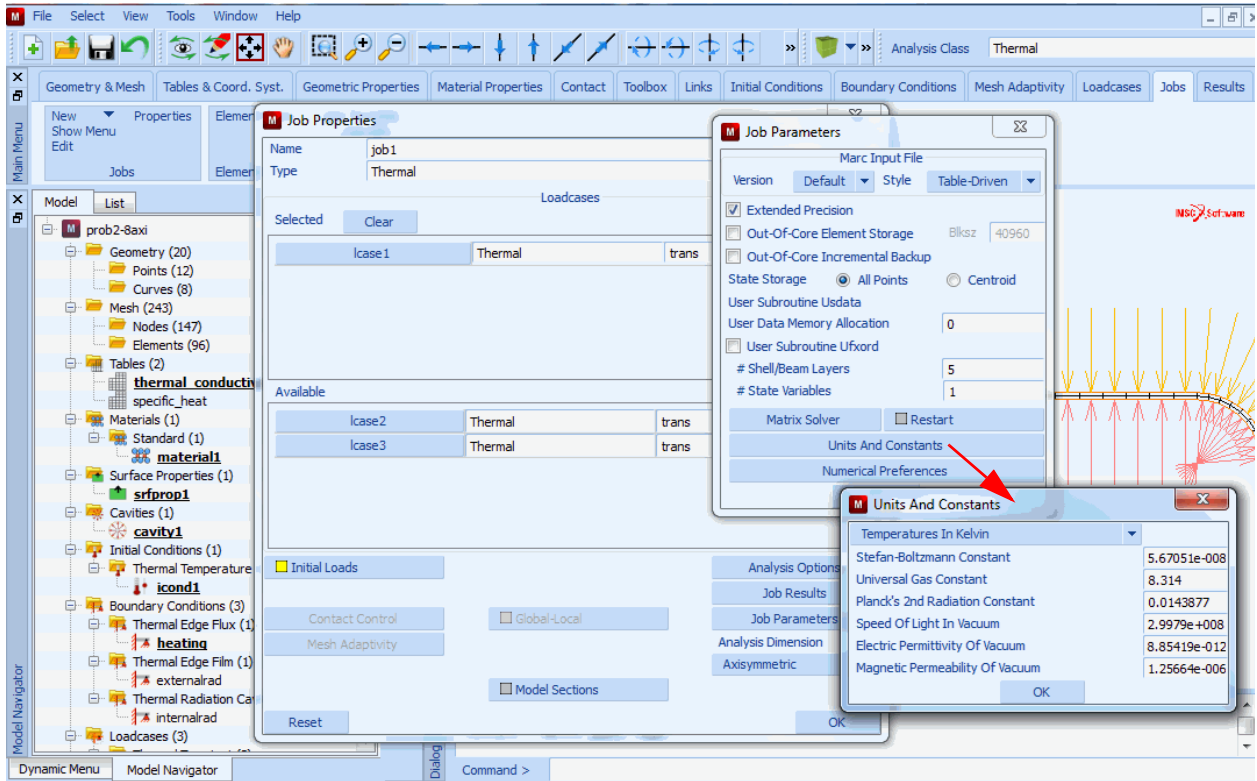 File Select View Tools Window Help
» » Analysis Class Thermal
Geometry & Mesh Tables & Coord. Syst. Geometric Properties Material Properties Contact Toolbox Links Initial Conditions Boundary Conditions Mesh Adaptivity Loadcases Jobs Results
Main Menu
New Properties
Show Menu
Edit
Jobs
Elemen
Elemer
Model List
prob2-8axi
Geometry (20)
Points (12)
Curves (8)
Mesh (243)
Nodes (147)
Elements (96)
Tables (2)
thermal_conductiv
specific_heat
Materials (1)
Standard (1)
material1
Surface Properties (1)
srfprop1
Cavities (1)
cavity1
Initial Conditions (1)
Thermal Temperature
icond1
Boundary Conditions (3)
Thermal Edge Flux (1)
heating
Thermal Edge Film (1)
externalrad
Thermal Radiation Ca
internalrad
Loadcases (3)
Model Navigator
Dynamic Menu Model Navigator
Job Properties
Name job1
Type Thermal
Loadcases
Selected Clear
lcase1 Thermal trans
Available
lcase2 Thermal trans
lcase3 Thermal trans
Initial Loads
Analysis Options
Job Results
Contact Control Global-Local Job Parameters
Mesh Adaptivity Analysis Dimension
Axisymmetric
Model Sections
Reset OK
Job Parameters
Marc Input File
Version Default Style Table-Driven
Extended Precision
Out-Of-Core Element Storage Blksz 40960
Out-Of-Core Incremental Backup
State Storage All Points Centroid
User Subroutine Usdata
User Data Memory Allocation 0
User Subroutine Ufxord
# Shell/Beam Layers 5
# State Variables 1
Matrix Solver Restart
Units And Constants
Numerical Preferences
Units And Constants
Temperatures In Kelvin
Stefan-Boltzmann Constant 5.67051e-008
Universal Gas Constant 8.314
Planck's 2nd Radiation Constant 0.0143877
Speed Of Light In Vacuum 2.9979e+008
Electric Permittivity Of Vacuum 8.85419e-012
Magnetic Permeability Of Vacuum 1.25664e-006
OK
MSC Software
Dialog
Command >